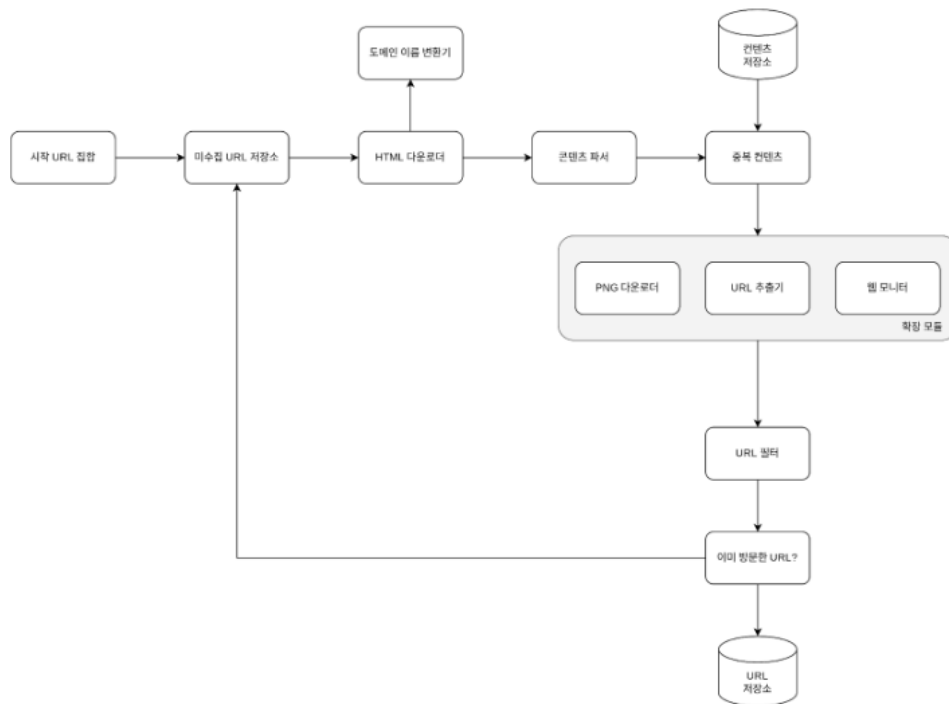 도메인 이름 변환기
컨텐츠
저장소
시작 URL 집합
미수집 URL 저장소
HTML 다운로더
콘텐츠 파서
중복 컨텐츠
PNG 다운로더
URL 추출기
웹 모니터
확장 모듈
URL 필터
이미 방문한 URL?
URL
저장소